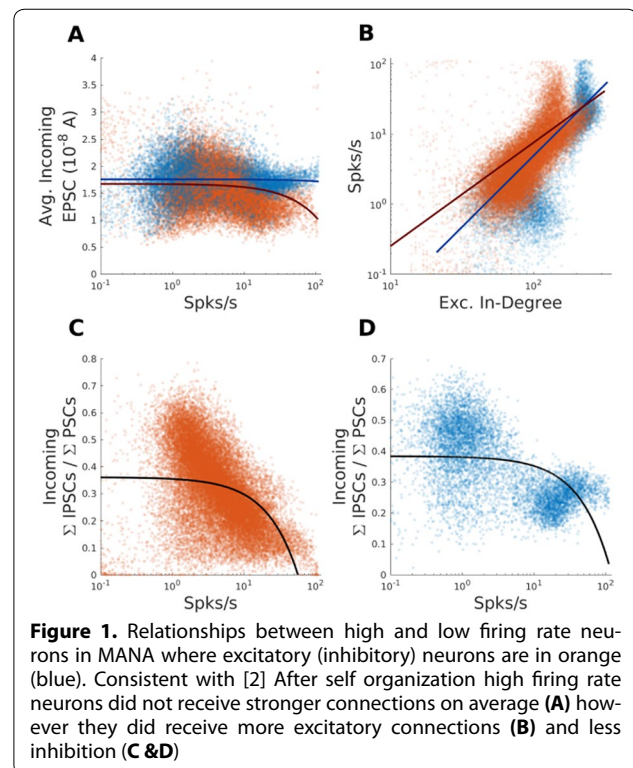 A
Avg. Incoming
EPSC (10-8 A)
4
3.5
3
2.5
2
1.5
1
0.5
0
10-1
100
101
102
Spks/s
B
Spks/s
102
101
100
10-1
101
102
Exc. In-Degree
C
Incoming
Σ IPSCs / Σ PSCs
0.8
0.7
0.6
0.5
0.4
0.3
0.2
0.1
0
10-1
100
101
102
Spks/s
D
Incoming
Σ IPSCs / Σ PSCs
0.7
0.6
0.5
0.4
0.3
0.2
0.1
0
10-1
100
101
102
Spks/s
Figure 1. Relationships between high and low firing rate neu-
rons in MANA where excitatory (inhibitory) neurons are in orange
(blue). Consistent with [2] After self organization high firing rate
neurons did not receive stronger connections on average (A) how-
ever they did receive more excitatory connections (B) and less
inhibition (C &D)